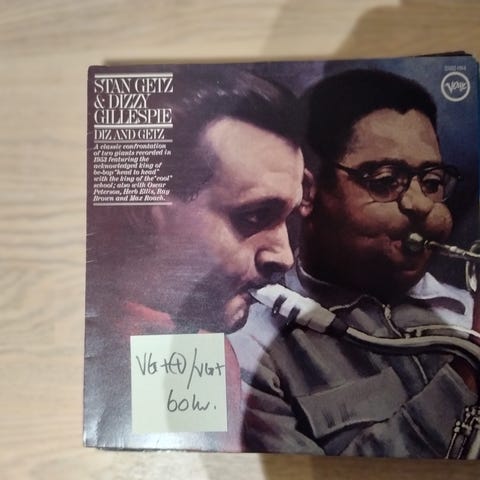 STAN GETZ
& DIZZY
GILLESPIE
DIZ AND GETZ
A classic confrontation
of two giants recorded in
1953 featuring the
acknowledged king of
be-bop "head to head"
with the king of the "cool"
school; also with Oscar
Peterson, Herb Ellis, Ray
Brown and Max Roach.
Verve
VG+(+)/VG+
60kr.